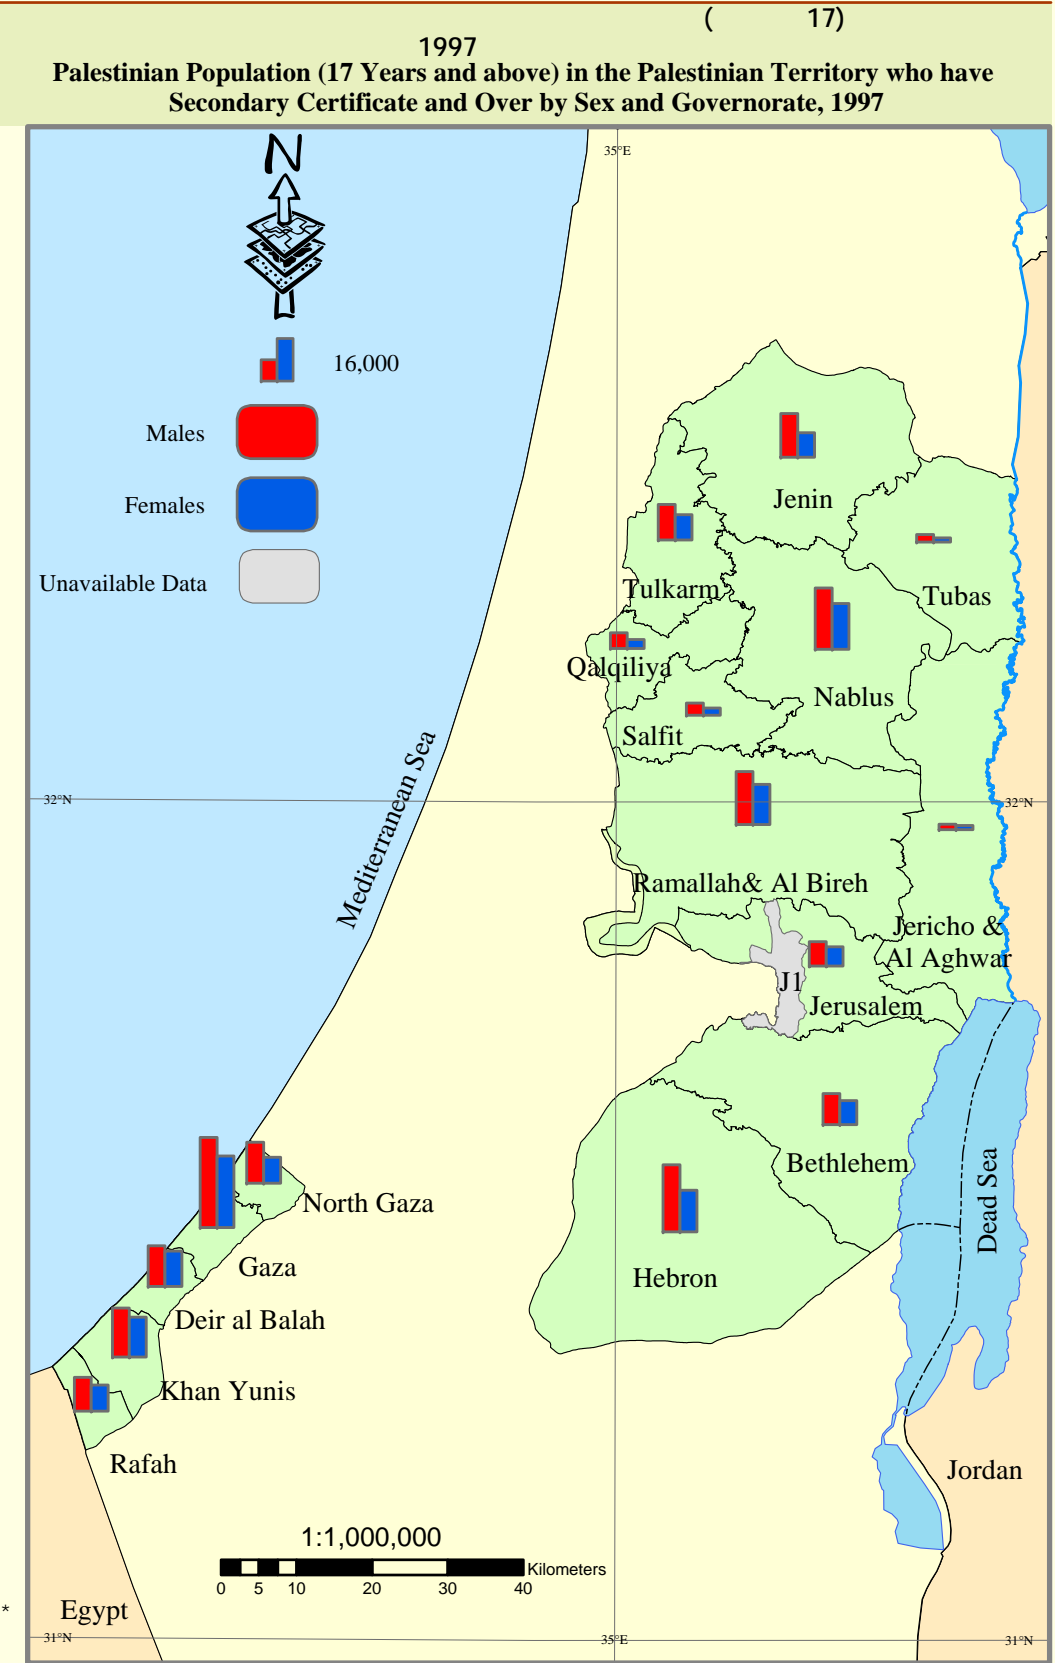 ( 17)
1997
Palestinian Population (17 Years and above) in the Palestinian Territory who have
Secondary Certificate and Over by Sex and Governorate, 1997
N
35°E
16,000
Males
Females
Unavailable Data
Jenin
Tulkarm
Tubas
Qalqiliya
Nablus
Salfit
Mediterranean Sea
32°N
32°N
Ramallah& Al Bireh
Jericho &
Al Aghwar
J1
Jerusalem
Bethlehem
Dead Sea
North Gaza
Gaza
Hebron
Deir al Balah
Khan Yunis
Rafah
Jordan
1:1,000,000
Kilometers
0 5 10 20 30 40
*
Egypt
31°N
35°E
31°N